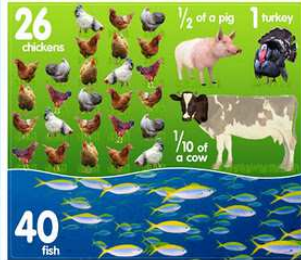 26
chickens
1/2 of a pig
1 turkey
1/10 of
a cow
40
fish